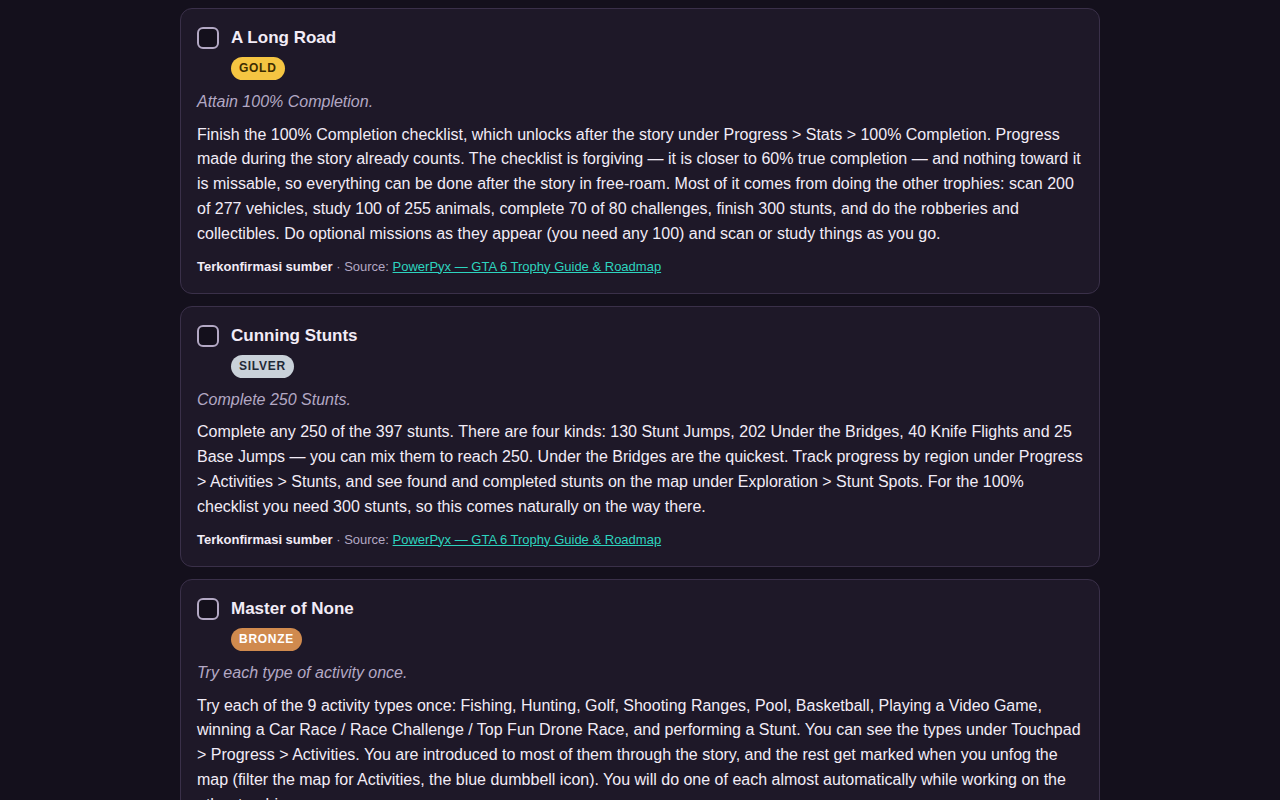 A Long Road
GOLD
Attain 100% Completion.
Finish the 100% Completion checklist, which unlocks after the story under Progress > Stats > 100% Completion. Progress
made during the story already counts. The checklist is forgiving — it is closer to 60% true completion — and nothing toward it
is missable, so everything can be done after the story in free-roam. Most of it comes from doing the other trophies: scan 200
of 277 vehicles, study 100 of 255 animals, complete 70 of 80 challenges, finish 300 stunts, and do the robberies and
collectibles. Do optional missions as they appear (you need any 100) and scan or study things as you go.
Terkonfirmasi sumber · Source: PowerPyx — GTA 6 Trophy Guide & Roadmap
Cunning Stunts
SILVER
Complete 250 Stunts.
Complete any 250 of the 397 stunts. There are four kinds: 130 Stunt Jumps, 202 Under the Bridges, 40 Knife Flights and 25
Base Jumps — you can mix them to reach 250. Under the Bridges are the quickest. Track progress by region under Progress
> Activities > Stunts, and see found and completed stunts on the map under Exploration > Stunt Spots. For the 100%
checklist you need 300 stunts, so this comes naturally on the way there.
Terkonfirmasi sumber · Source: PowerPyx — GTA 6 Trophy Guide & Roadmap
Master of None
BRONZE
Try each type of activity once.
Try each of the 9 activity types once: Fishing, Hunting, Golf, Shooting Ranges, Pool, Basketball, Playing a Video Game,
winning a Car Race / Race Challenge / Top Fun Drone Race, and performing a Stunt. You can see the types under Touchpad
> Progress > Activities. You are introduced to most of them through the story, and the rest get marked when you unfog the
map (filter the map for Activities, the blue dumbbell icon). You will do one of each almost automatically while working on the